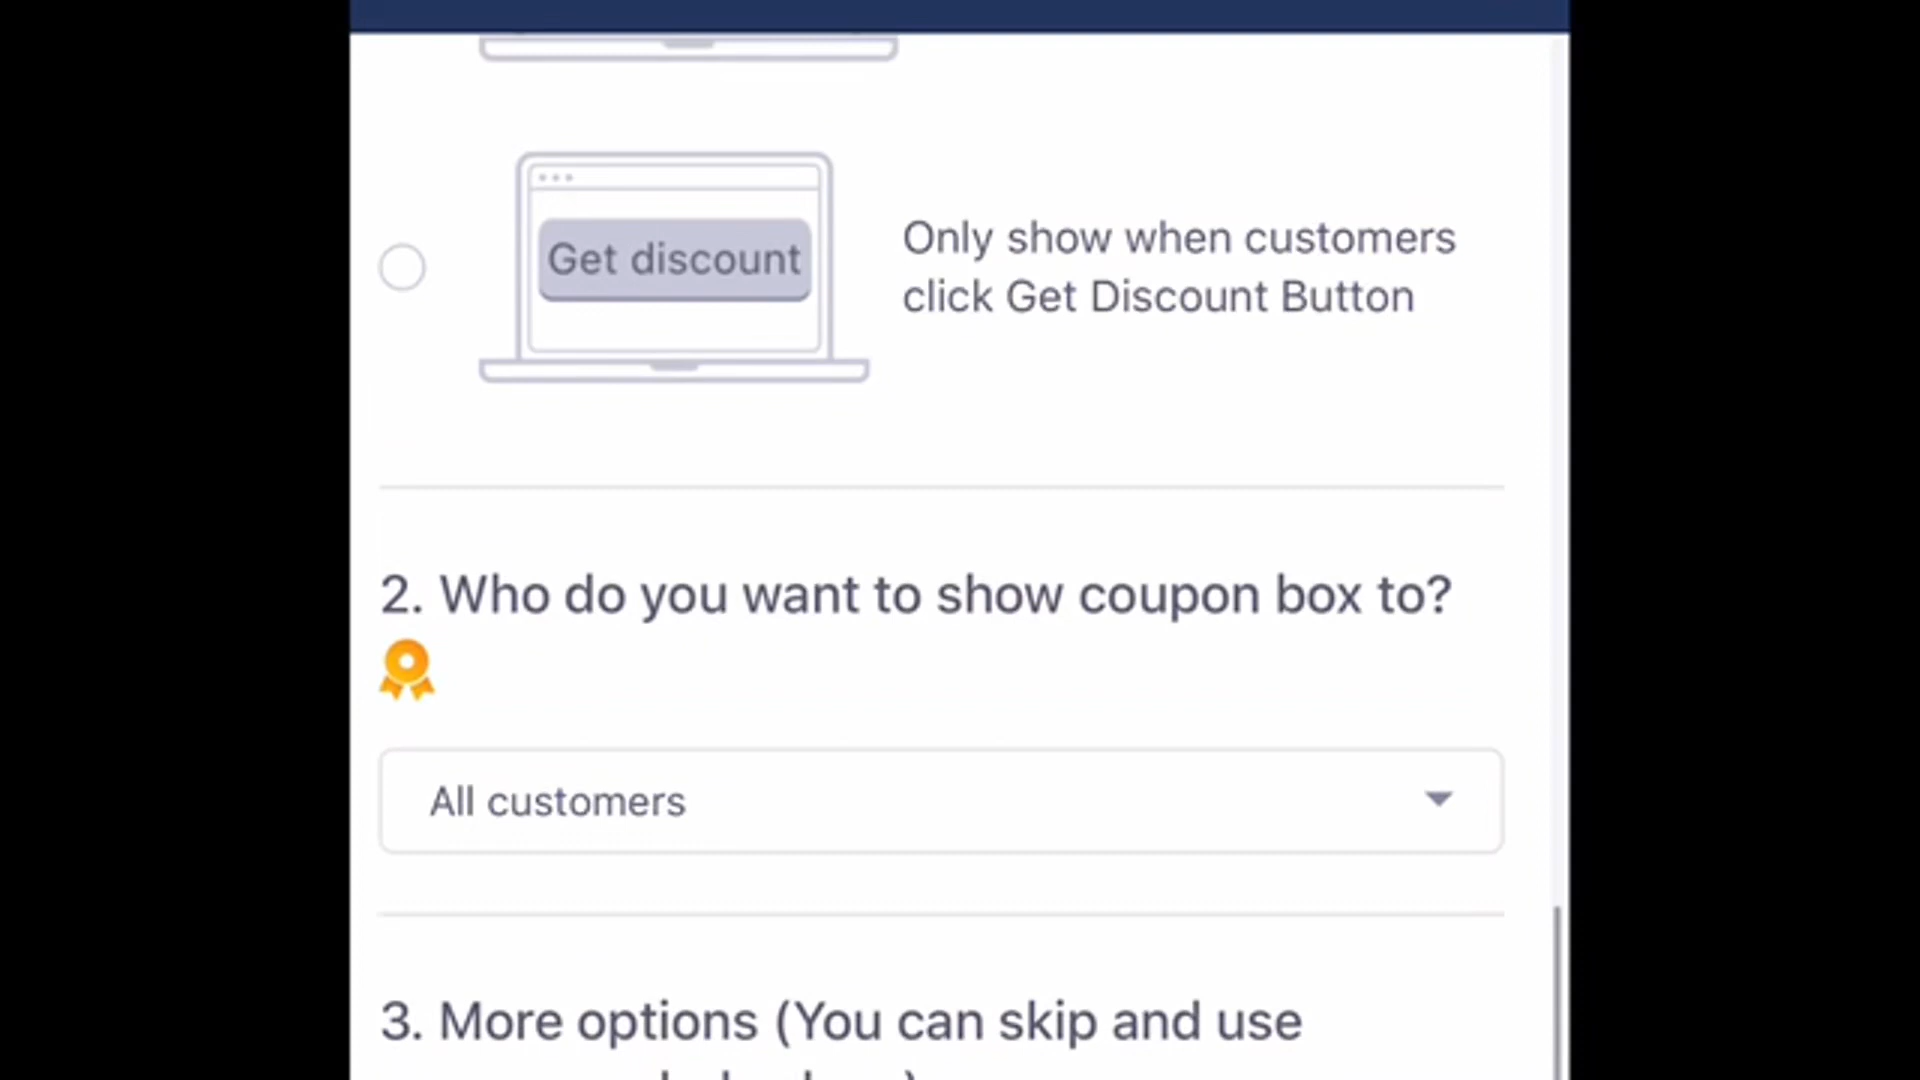 Get discount
Only show when customers
click Get Discount Button
2. Who do you want to show coupon box to?
All customers
3. More options (You can skip and use